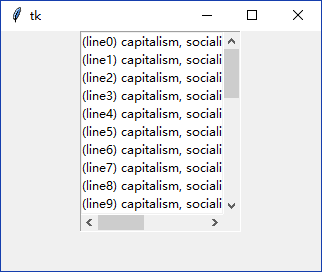 tk
(line0) capitalism, sociali
(line1) capitalism, sociali
(line2) capitalism, sociali
(line3) capitalism, sociali
(line4) capitalism, sociali
(line5) capitalism, sociali
(line6) capitalism, sociali
(line7) capitalism, sociali
(line8) capitalism, sociali
(line9) capitalism, sociali